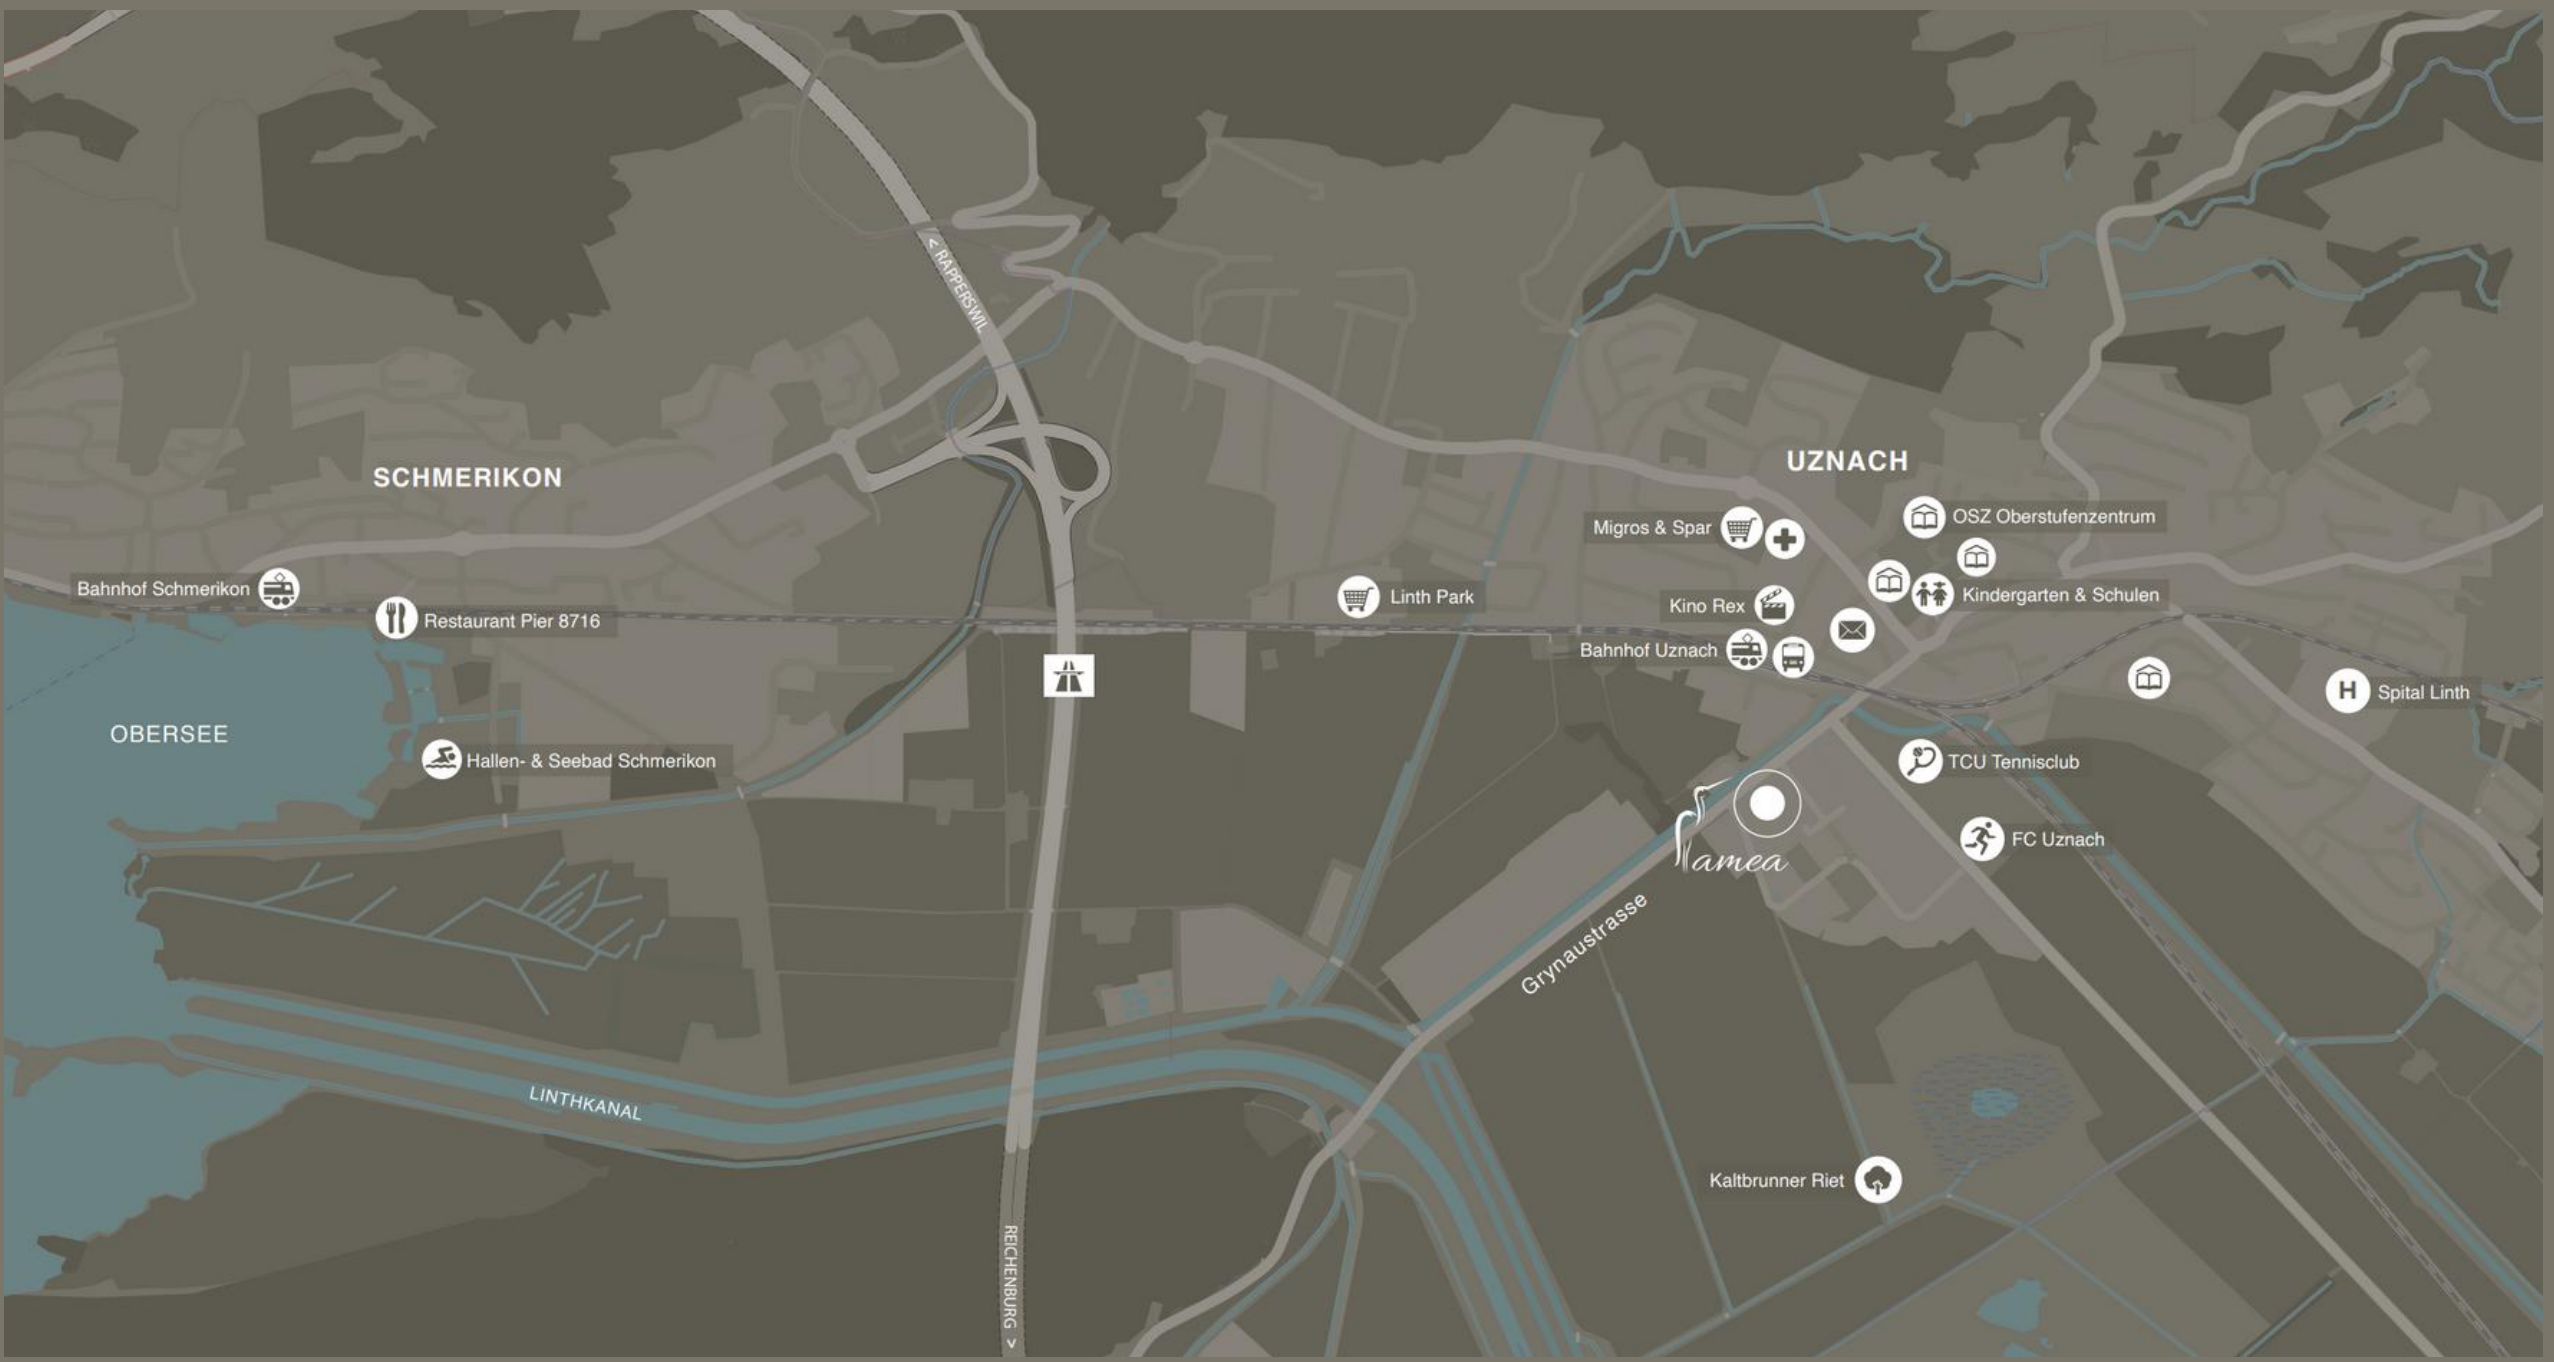 < RAPPERSWIL
UZNACH
SCHMERIKON
OSZ Oberstufenzentrum
Migros & Spar
Bahnhof Schmerikon
Restaurant Pier 8716
Linth Park
Kino Rex
Kindergarten & Schulen
Bahnhof Uznach
H Spital Linth
OBERSEE
Hallen- & Seebad Schmerikon
TCU Tennisclub
FC Uznach
Grynaustrasse
LINTHKANAL
Kaltbrunner Riet
REICHENBURG >